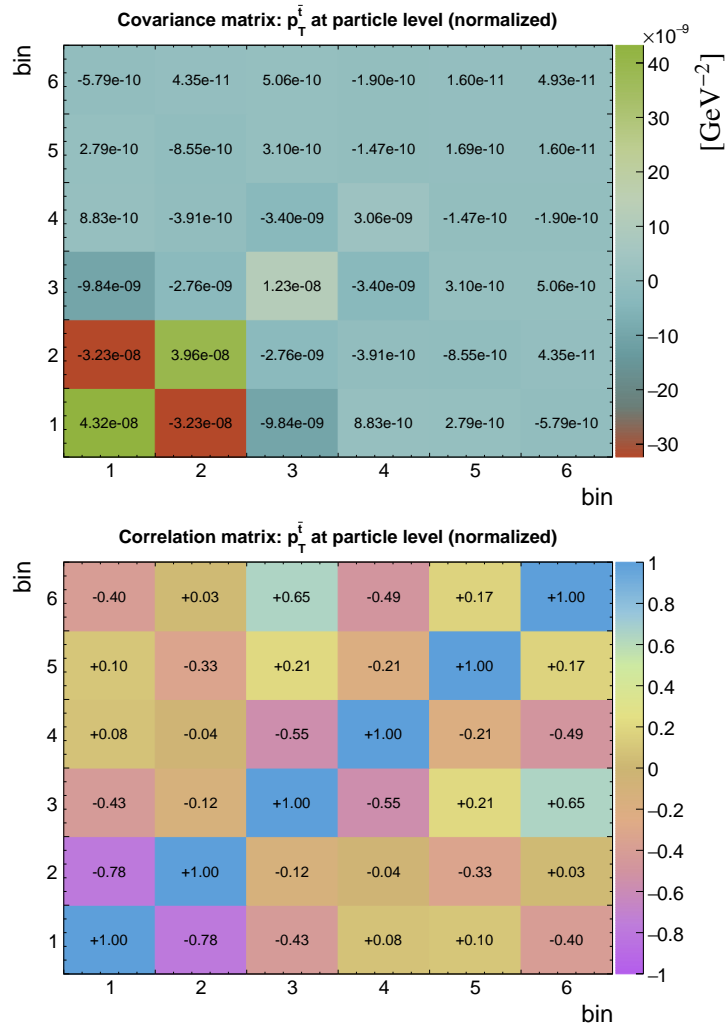 Covariance matrix: p_T^{t̄} at particle level (normalized)
×10⁻⁹
bin
[GeV⁻²]
6 -5.79e-10 4.35e-11 5.06e-10 -1.90e-10 1.60e-11 4.93e-11
5 2.79e-10 -8.55e-10 3.10e-10 -1.47e-10 1.69e-10 1.60e-11
4 8.83e-10 -3.91e-10 -3.40e-09 3.06e-09 -1.47e-10 -1.90e-10
3 -9.84e-09 -2.76e-09 1.23e-08 -3.40e-09 3.10e-10 5.06e-10
2 -3.23e-08 3.96e-08 -2.76e-09 -3.91e-10 -8.55e-10 4.35e-11
1 4.32e-08 -3.23e-08 -9.84e-09 8.83e-10 2.79e-10 -5.79e-10
1 2 3 4 5 6
bin
40
30
20
10
0
−10
−20
−30
Correlation matrix: p_T^{t̄} at particle level (normalized)
bin
6 -0.40 +0.03 +0.65 -0.49 +0.17 +1.00
5 +0.10 -0.33 +0.21 -0.21 +1.00 +0.17
4 +0.08 -0.04 -0.55 +1.00 -0.21 -0.49
3 -0.43 -0.12 +1.00 -0.55 +0.21 +0.65
2 -0.78 +1.00 -0.12 -0.04 -0.33 +0.03
1 +1.00 -0.78 -0.43 +0.08 +0.10 -0.40
1 2 3 4 5 6
bin
1
0.8
0.6
0.4
0.2
0
−0.2
−0.4
−0.6
−0.8
−1